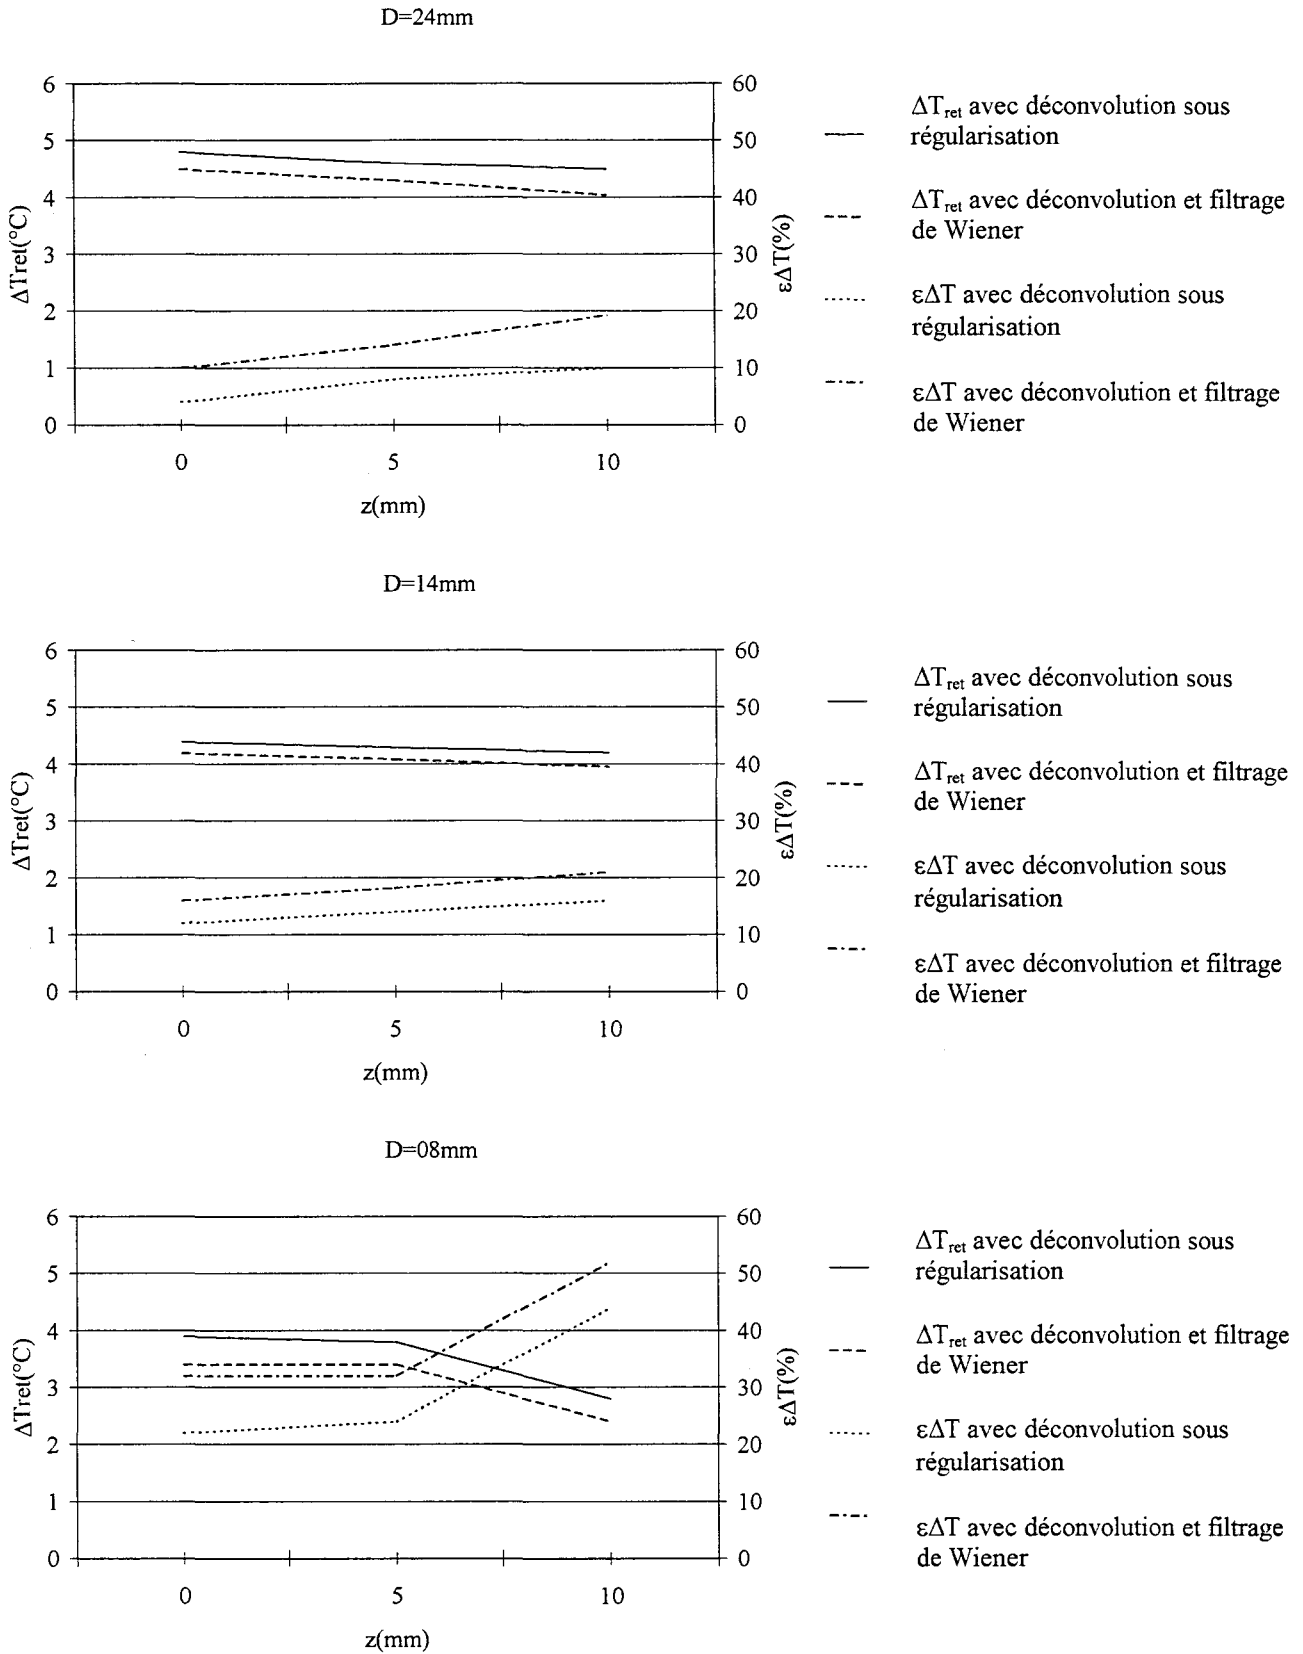 D=24mm
6
5
4
3
2
1
0
ΔTret(°C)
60
50
40
30
20
10
0
εΔT(%)
0 5 10
z(mm)
ΔTret avec déconvolution sous
régularisation
ΔTret avec déconvolution et filtrage
de Wiener
εΔT avec déconvolution sous
régularisation
εΔT avec déconvolution et filtrage
de Wiener
D=14mm
6
5
4
3
2
1
0
ΔTret(°C)
60
50
40
30
20
10
0
εΔT(%)
0 5 10
z(mm)
ΔTret avec déconvolution sous
régularisation
ΔTret avec déconvolution et filtrage
de Wiener
εΔT avec déconvolution sous
régularisation
εΔT avec déconvolution et filtrage
de Wiener
D=08mm
6
5
4
3
2
1
0
ΔTret(°C)
60
50
40
30
20
10
0
εΔT(%)
0 5 10
z(mm)
ΔTret avec déconvolution sous
régularisation
ΔTret avec déconvolution et filtrage
de Wiener
εΔT avec déconvolution sous
régularisation
εΔT avec déconvolution et filtrage
de Wiener